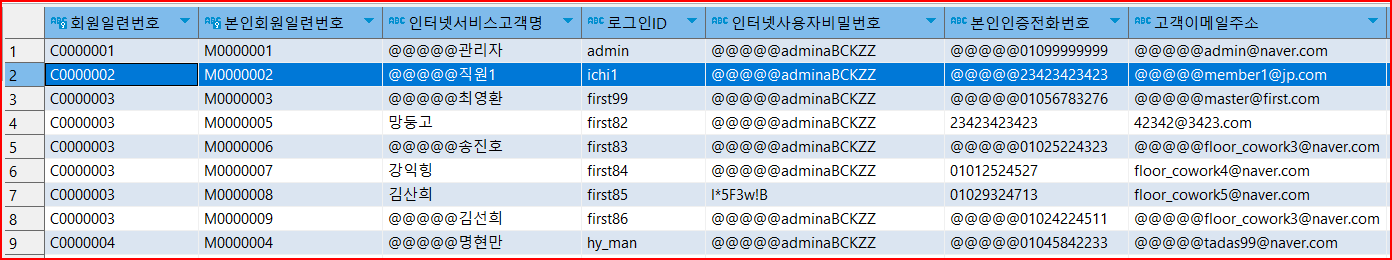 회원일련번호 본인회원일련번호 인터넷서비스고객명 로그인ID 인터넷사용자비밀번호 본인인증전화번호 고객이메일주소
1 C0000001 M0000001 @@@@@관리자 admin @@@@@adminaBCKZZ @@@@@01099999999 @@@@@admin@naver.com
2 C0000002 M0000002 @@@@@직원1 ichi1 @@@@@adminaBCKZZ @@@@@23423423423 @@@@@member1@jp.com
3 C0000003 M0000003 @@@@@최영환 first99 @@@@@adminaBCKZZ @@@@@01056783276 @@@@@master@first.com
4 C0000003 M0000005 망둥고 first82 @@@@@adminaBCKZZ 23423423423 42342@3423.com
5 C0000003 M0000006 @@@@@송진호 first83 @@@@@adminaBCKZZ @@@@@01025224323 @@@@@floor_cowork3@naver.com
6 C0000003 M0000007 강익힝 first84 @@@@@adminaBCKZZ 01012524527 floor_cowork4@naver.com
7 C0000003 M0000008 김산희 first85 I*5F3w!B 01029324713 floor_cowork5@naver.com
8 C0000003 M0000009 @@@@@김선희 first86 @@@@@adminaBCKZZ @@@@@01024224511 @@@@@floor_cowork3@naver.com
9 C0000004 M0000004 @@@@@명현만 hy_man @@@@@adminaBCKZZ @@@@@01045842233 @@@@@tadas99@naver.com